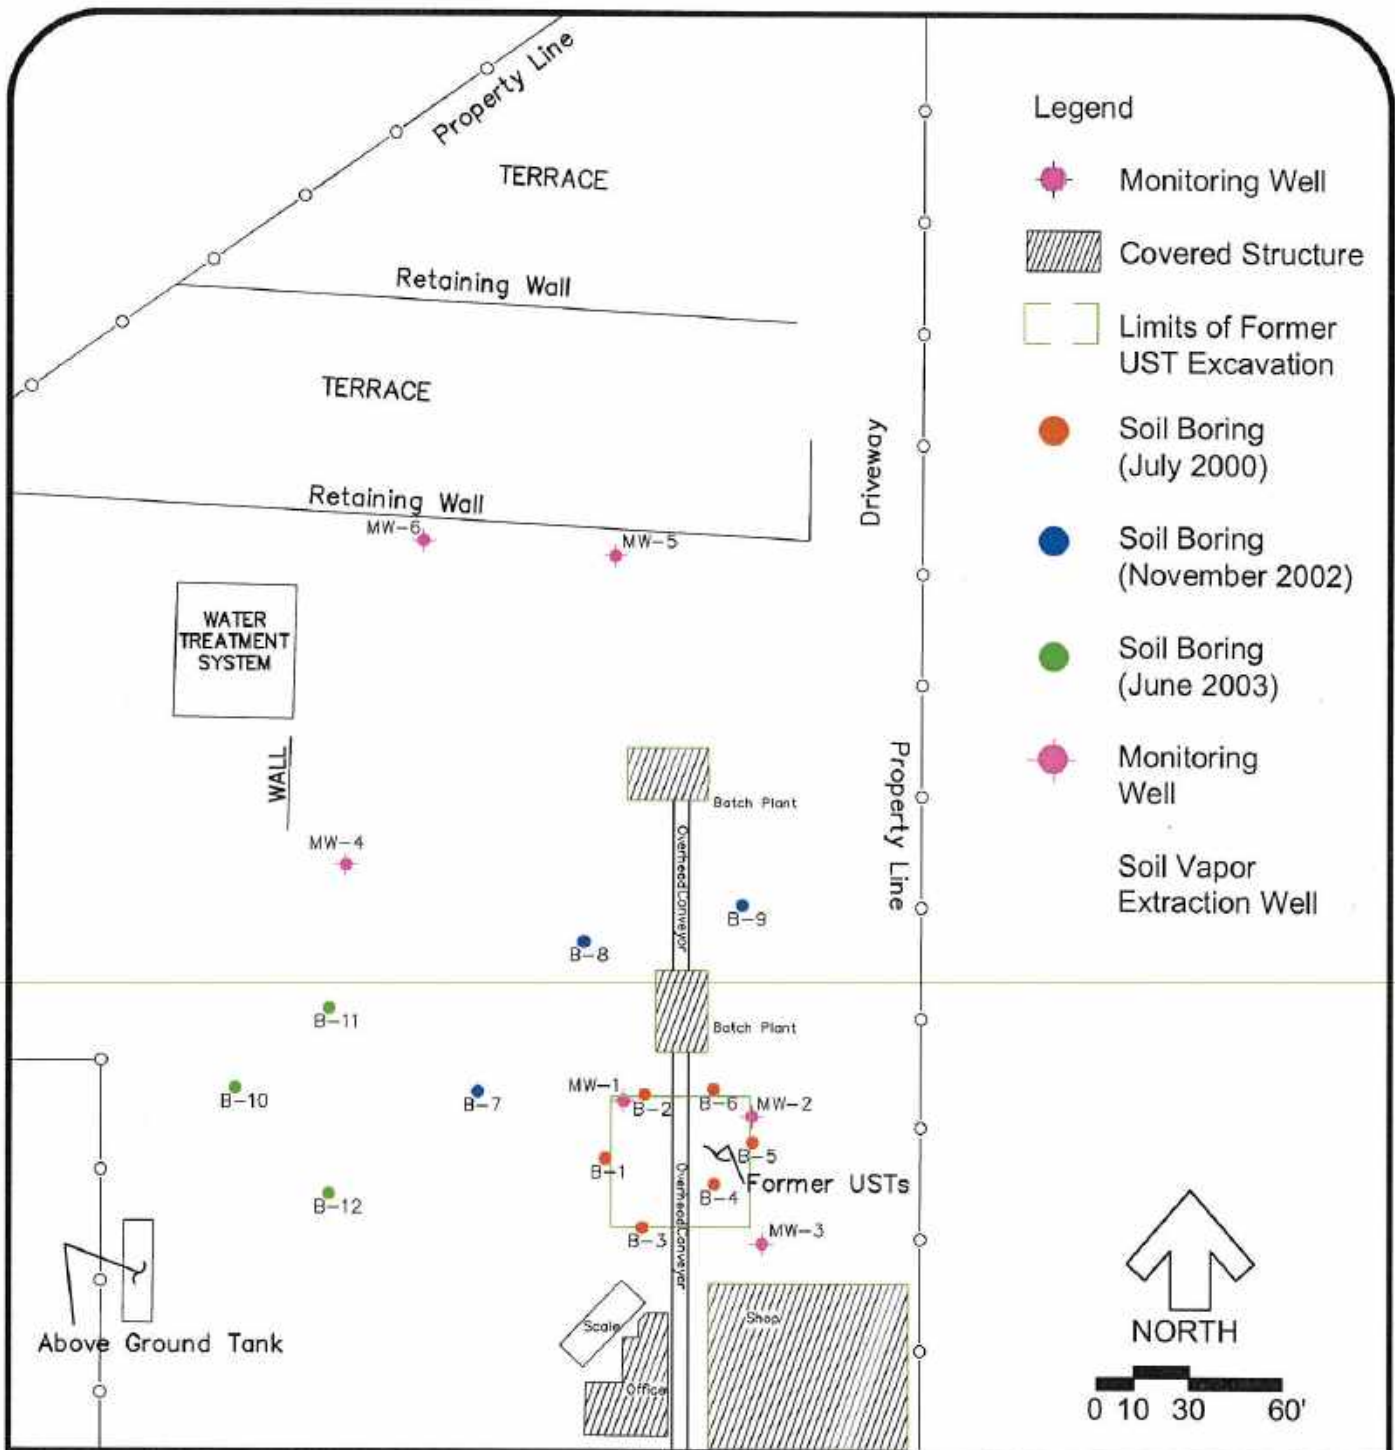 Property Line
TERRACE
Retaining Wall
TERRACE
Retaining Wall
MW-6
MW-5
Driveway
WATER
TREATMENT
SYSTEM
WALL
MW-4
Batch Plant
Overhead Conveyor
Property Line
B-9
B-8
B-11
Batch Plant
B-10
B-7
MW-1
B-2
B-6
MW-2
B-5
B-1
Former USTs
B-4
B-12
B-3
Overhead Conveyor
MW-3
Above Ground Tank
Scale
Office
Shop
Legend
Monitoring Well
Covered Structure
Limits of Former
UST Excavation
Soil Boring
(July 2000)
Soil Boring
(November 2002)
Soil Boring
(June 2003)
Monitoring
Well
Soil Vapor
Extraction Well
NORTH
0 10 30 60'